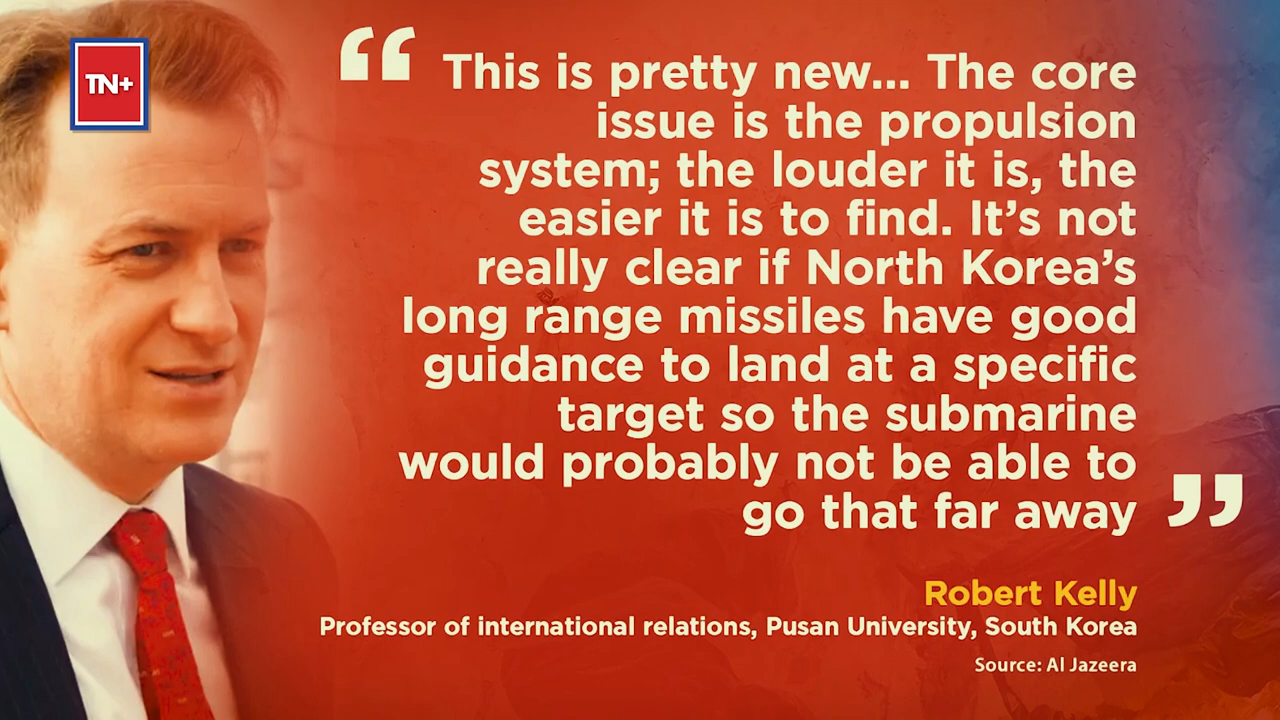 TN+
“ This is pretty new... The core
issue is the propulsion
system; the louder it is, the
easier it is to find. It’s not
really clear if North Korea’s
long range missiles have good
guidance to land at a specific
target so the submarine
would probably not be able to
go that far away ”
Robert Kelly
Professor of international relations, Pusan University, South Korea
Source: Al Jazeera